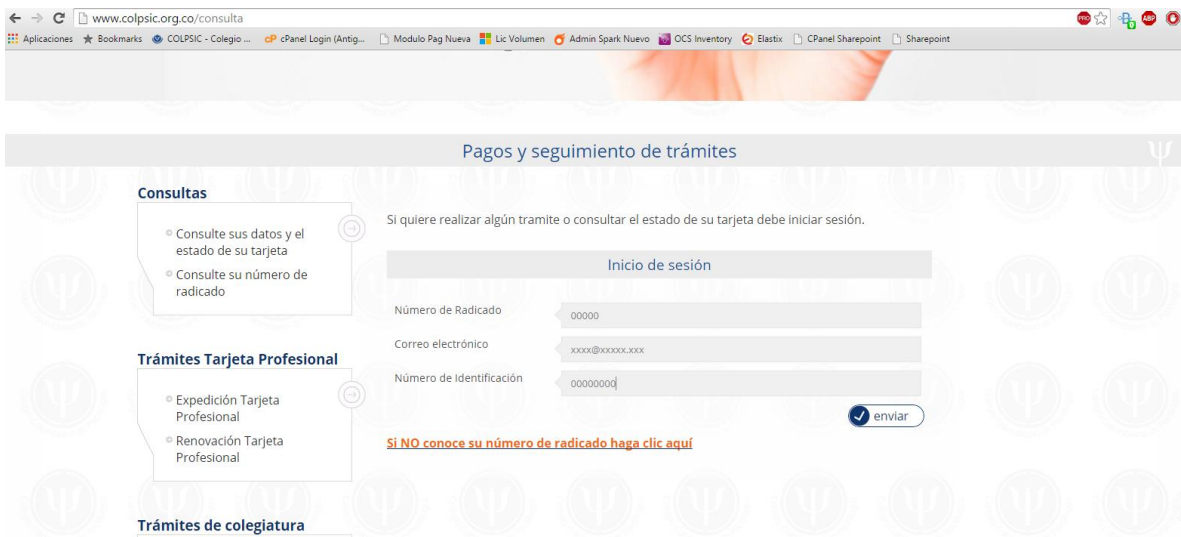 www.colpsic.org.co/consulta
Aplicaciones Bookmarks COLPSIC - Colegio ... cPanel Login (Antig... Modulo Pag Nueva Lic Volumen Admin Spark Nuevo OCS Inventory Elastix CPanel Sharepoint Sharepoint
PRO ABP
Pagos y seguimiento de trámites
Consultas
Consulte sus datos y el
estado de su tarjeta
Consulte su número de
radicado
Trámites Tarjeta Profesional
Expedición Tarjeta
Profesional
Renovación Tarjeta
Profesional
Trámites de colegiatura
Si quiere realizar algún tramite o consultar el estado de su tarjeta debe iniciar sesión.
Inicio de sesión
Número de Radicado 00000
Correo electrónico xxxx@xxxxx.xxx
Número de Identificación 00000000
enviar
Si NO conoce su número de radicado haga clic aquí